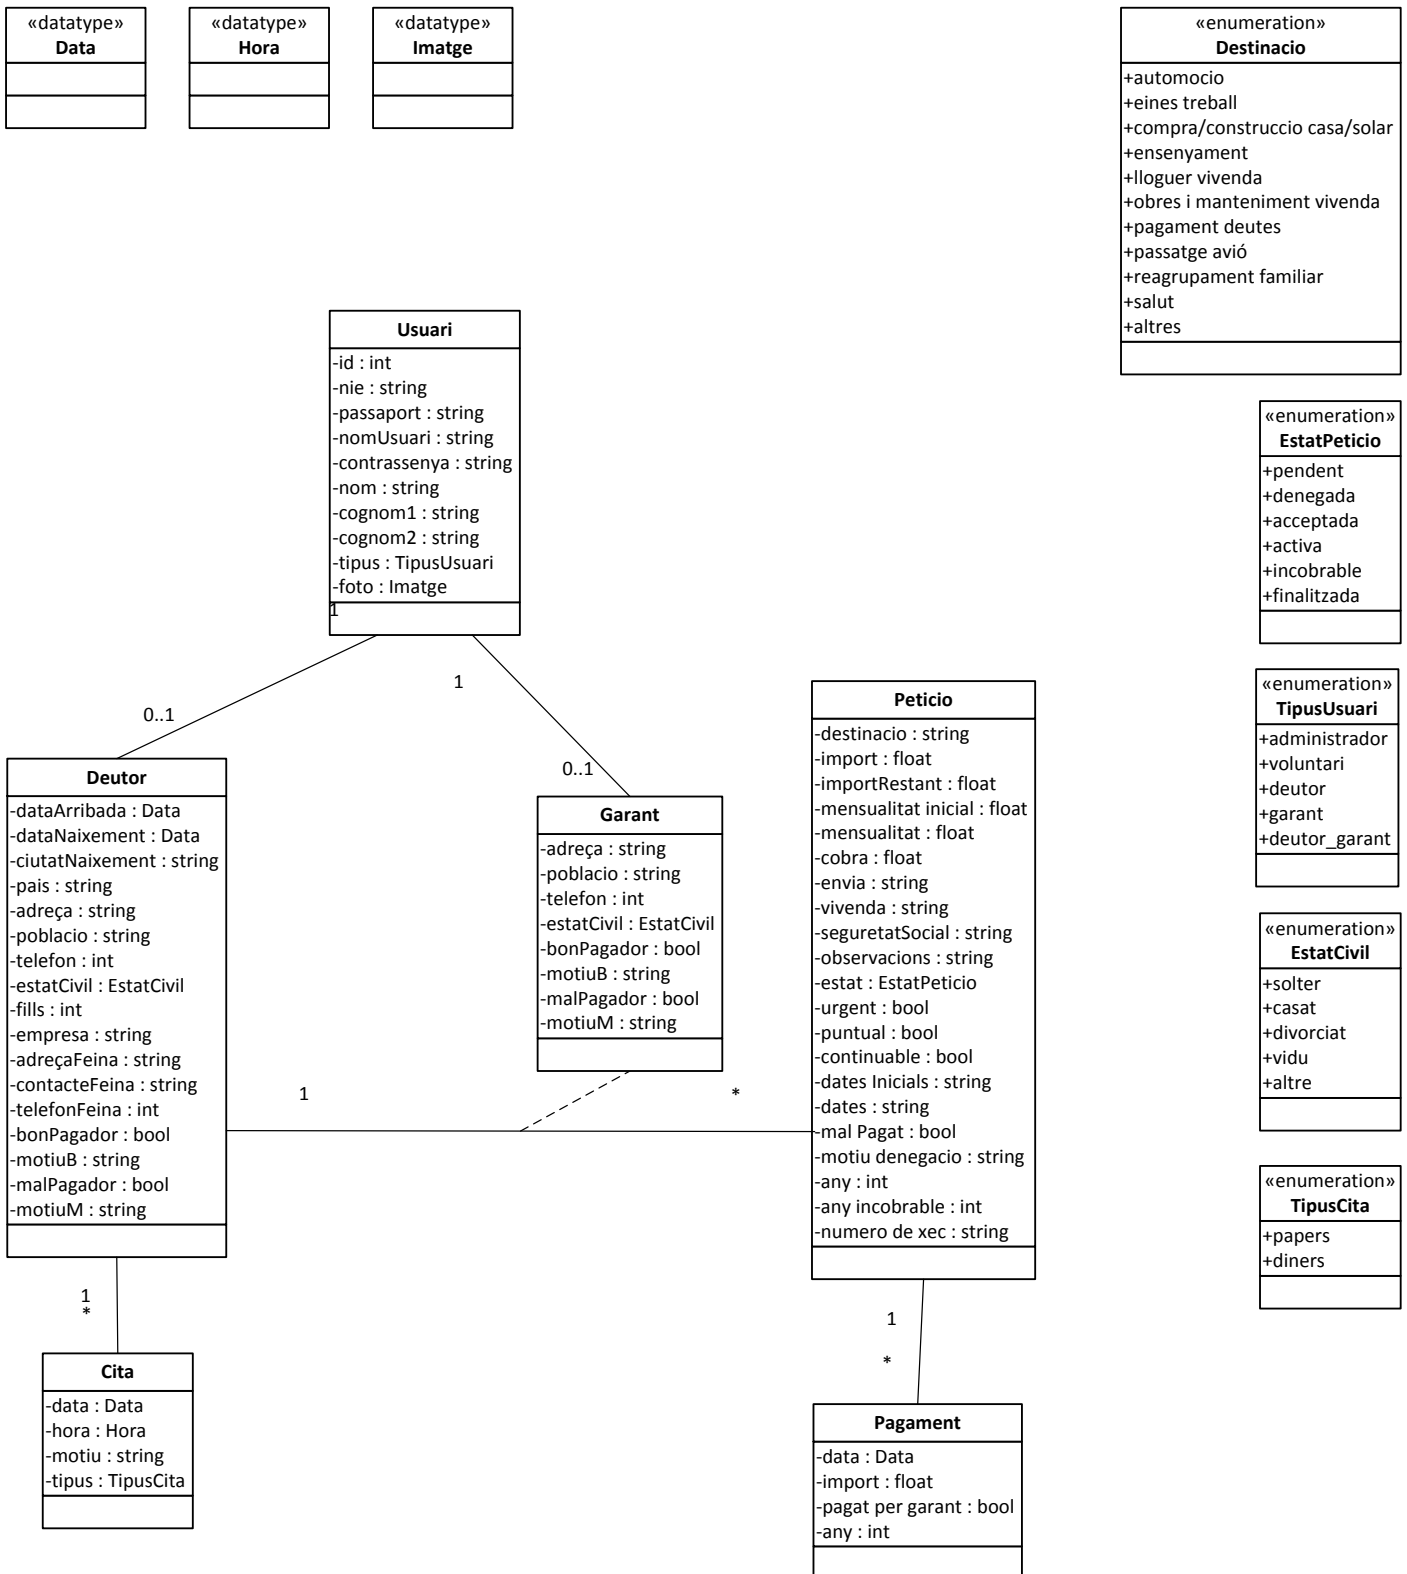 «datatype»
Data
«datatype»
Hora
«datatype»
Imatge
«enumeration»
Destinacio
+automocio
+eines treball
+compra/construccio casa/solar
+ensenyament
+lloguer vivenda
+obres i manteniment vivenda
+pagament deutes
+passatge avió
+reagrupament familiar
+salut
+altres
Usuari
-id : int
-nie : string
-passaport : string
-nomUsuari : string
-contrassenya : string
-nom : string
-cognom1 : string
-cognom2 : string
-tipus : TipusUsuari
-foto : Imatge
1
1
0..1
0..1
«enumeration»
EstatPeticio
+pendent
+denegada
+acceptada
+activa
+incobrable
+finalitzada
«enumeration»
TipusUsuari
+administrador
+voluntari
+deutor
+garant
+deutor_garant
Deutor
-dataArribada : Data
-dataNaixement : Data
-ciutatNaixement : string
-pais : string
-adreça : string
-poblacio : string
-telefon : int
-estatCivil : EstatCivil
-fills : int
-empresa : string
-adreçaFeina : string
-contacteFeina : string
-telefonFeina : int
-bonPagador : bool
-motiuB : string
-malPagador : bool
-motiuM : string
Garant
-adreça : string
-poblacio : string
-telefon : int
-estatCivil : EstatCivil
-bonPagador : bool
-motiuB : string
-malPagador : bool
-motiuM : string
1
*
Peticio
-destinacio : string
-import : float
-importRestant : float
-mensualitat inicial : float
-mensualitat : float
-cobra : float
-envia : string
-vivenda : string
-seguretatSocial : string
-observacions : string
-estat : EstatPeticio
-urgent : bool
-puntual : bool
-continuable : bool
-dates Inicials : string
-dates : string
-mal Pagat : bool
-motiu denegacio : string
-any : int
-any incobrable : int
-numero de xec : string
«enumeration»
EstatCivil
+solter
+casat
+divorciat
+vidu
+altre
«enumeration»
TipusCita
+papers
+diners
1
*
Cita
-data : Data
-hora : Hora
-motiu : string
-tipus : TipusCita
1
*
Pagament
-data : Data
-import : float
-pagat per garant : bool
-any : int